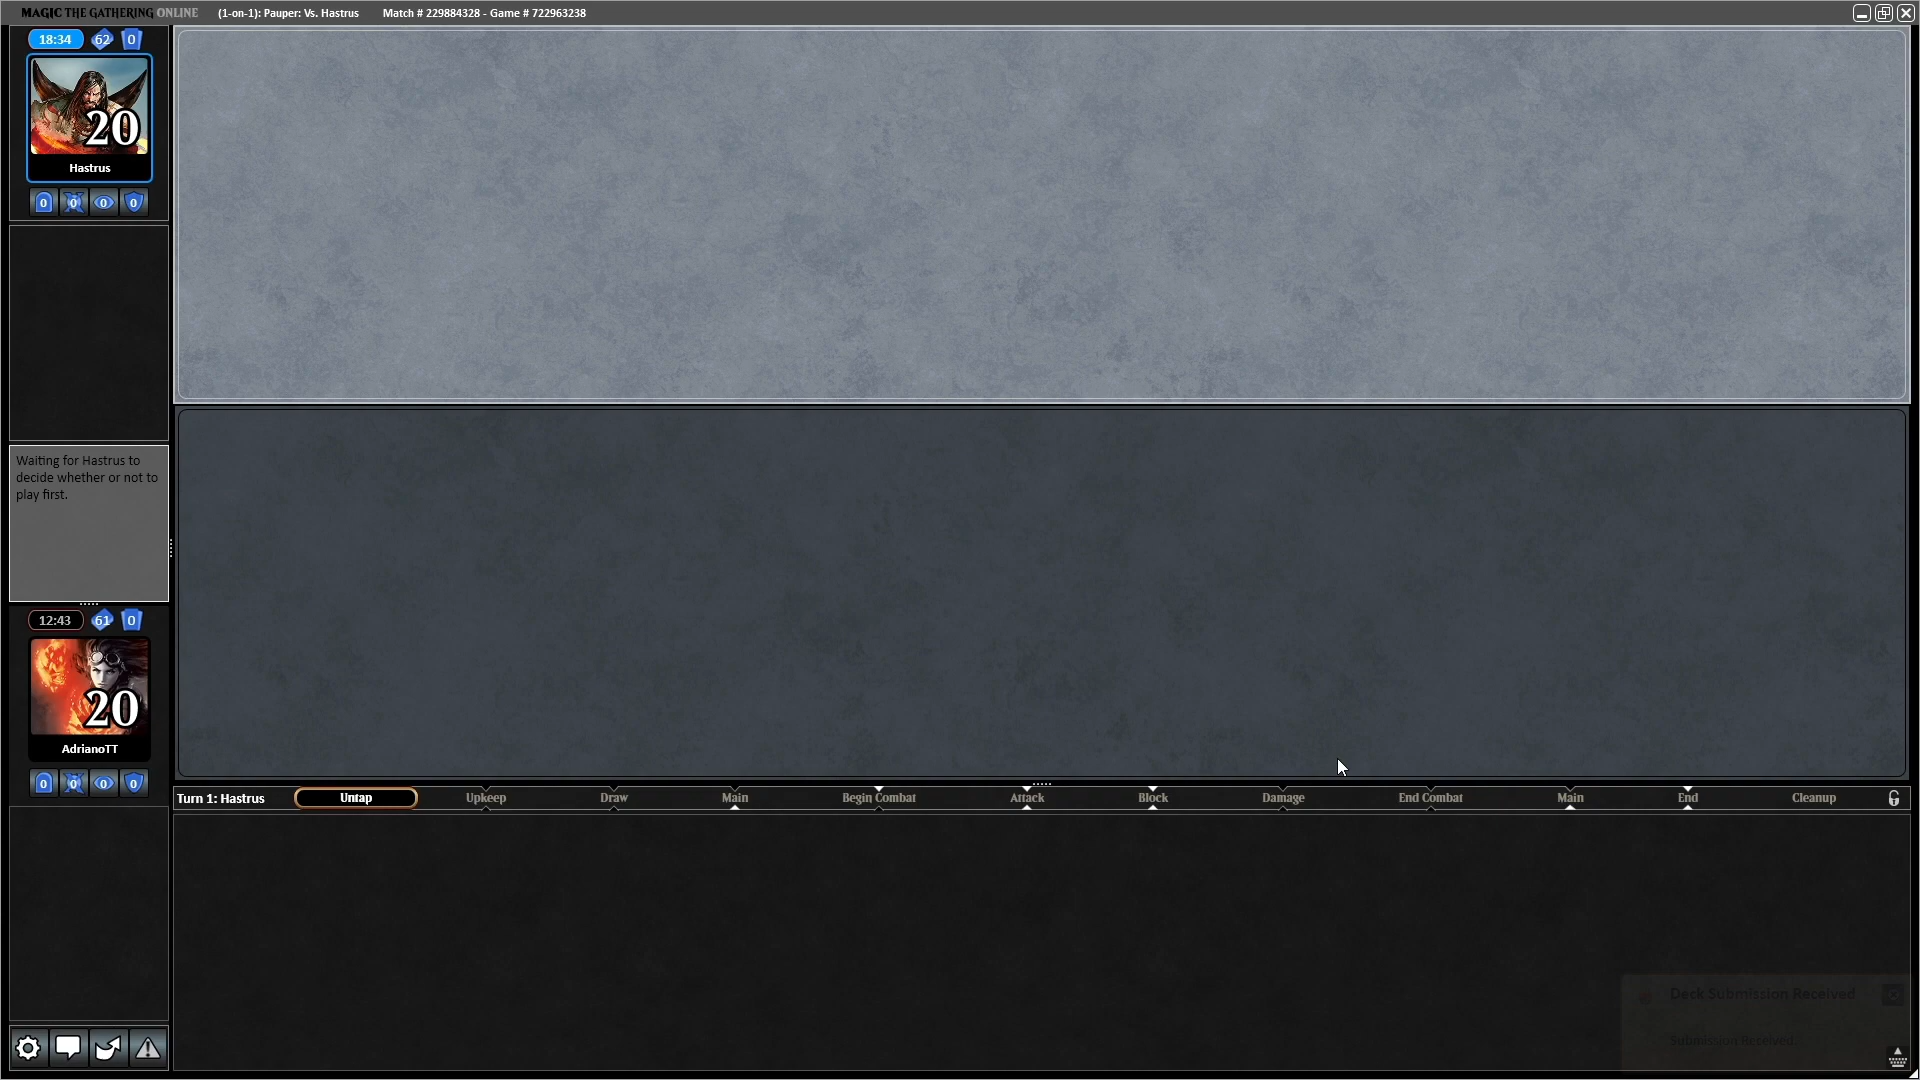 MAGIC THE GATHERING ONLINE (1-on-1): Pauper: Vs. Hastrus Match # 229884328 - Game # 722963238
18:34 62 0
20
Hastrus
0 0 0 0
Waiting for Hastrus to
decide whether or not to
play first.
12:43 61 0
20
AdrianoTT
0 0 0 0
Turn 1: Hastrus Untap Upkeep Draw Main Begin Combat Attack Block Damage End Combat Main End Cleanup
Deck Submission Received
Submission Received.